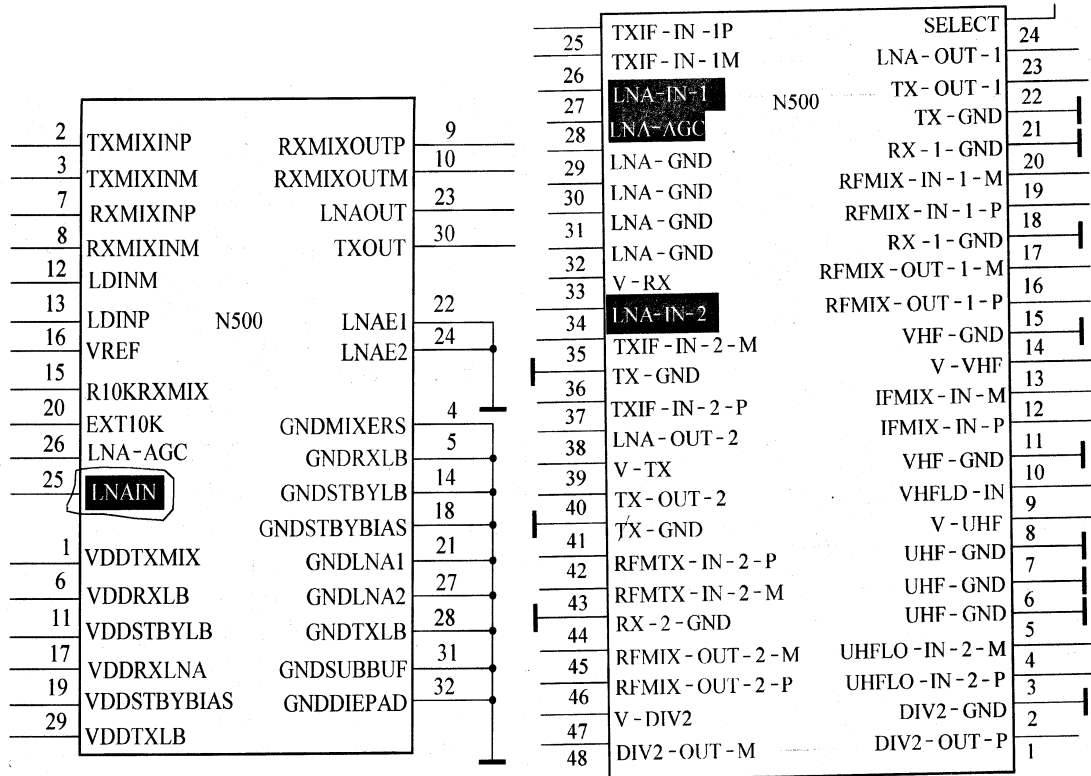 2 TXMIXINP
3 TXMIXINM
7 RXMIXINP
8 RXMIXINM
12 LDINM
13 LDINP
16 VREF
15 R10KRXMIX
20 EXT10K
26 LNA-AGC
25 LNAIN
1 VDDTXMIX
6 VDDRXLB
11 VDDSTBYLB
17 VDDRXLNA
19 VDDSTBYBIAS
29 VDDTXLB
N500
RXMIXOUTP 9
RXMIXOUTM 10
LNAOUT 23
TXOUT 30
LNAE1 22
LNAE2 24
GNDMIXERS 4
GNDRXLB 5
GNDSTBYLB 14
GNDSTBYBIAS 18
GNDLNA1 21
GNDLNA2 27
GNDTXLB 28
GNDSUBBUF 31
GNDDIEPAD 32
25 TXIF-IN-1P
26 TXIF-IN-1M
27 LNA-IN-1
28 LNA-AGC
29 LNA-GND
30 LNA-GND
31 LNA-GND
32 LNA-GND
33 V-RX
34 LNA-IN-2
35 TXIF-IN-2-M
36 TX-GND
37 TXIF-IN-2-P
38 LNA-OUT-2
39 V-TX
40 TX-OUT-2
41 TX-GND
42 RFMTX-IN-2-P
43 RFMTX-IN-2-M
44 RX-2-GND
45 RFMIX-OUT-2-M
46 RFMIX-OUT-2-P
47 V-DIV2
48 DIV2-OUT-M
N500
SELECT 24
LNA-OUT-1 23
TX-OUT-1 22
TX-GND 21
RX-1-GND 20
RFMIX-IN-1-M 19
RFMIX-IN-1-P 18
RX-1-GND 17
RFMIX-OUT-1-M 16
RFMIX-OUT-1-P 15
VHF-GND 14
V-VHF 13
IFMIX-IN-M 12
IFMIX-IN-P 11
VHF-GND 10
VHFLD-IN 9
V-UHF 8
UHF-GND 7
UHF-GND 6
UHF-GND 5
UHFLO-IN-2-M 4
UHFLO-IN-2-P 3
DIV2-GND 2
DIV2-OUT-P 1